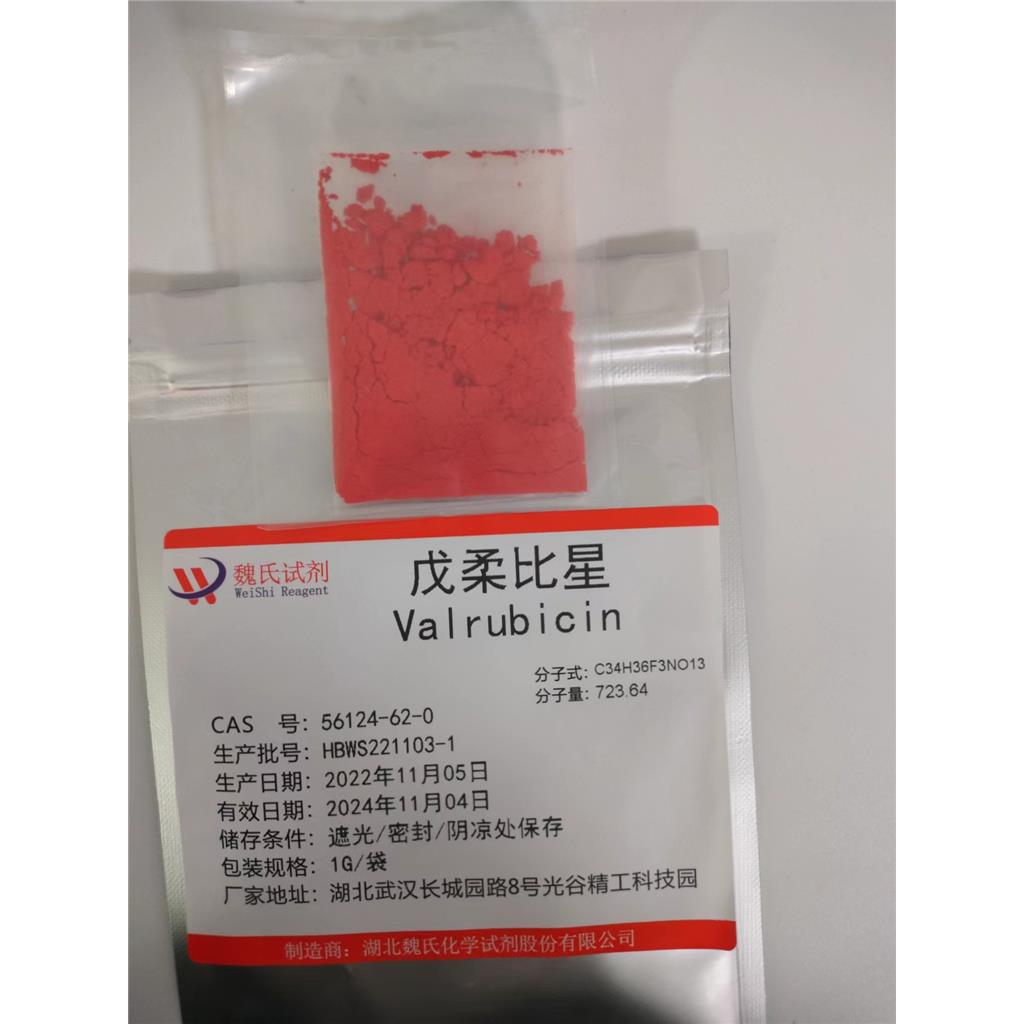 魏氏试剂
WeiShi Reagent
戊柔比星
Valrubicin
分子式: C34H36F3NO13
分子量: 723.64
CAS 号: 56124-62-0
生产批号: HBWS221103-1
生产日期: 2022年11月05日
有效日期: 2024年11月04日
储存条件: 遮光/密封/阴凉处保存
包装规格: 1G/袋
厂家地址: 湖北武汉长城园路8号光谷精工科技园
制造商: 湖北魏氏化学试剂股份有限公司